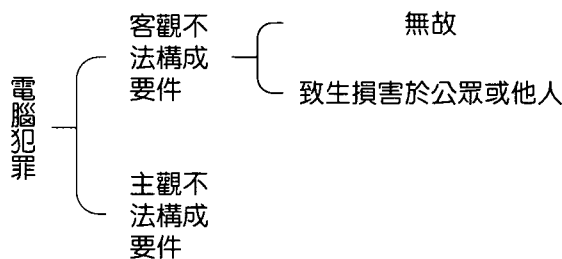 電腦犯罪
客觀不
法構成
要件
無故
致生損害於公眾或他人
主觀不
法構成
要件